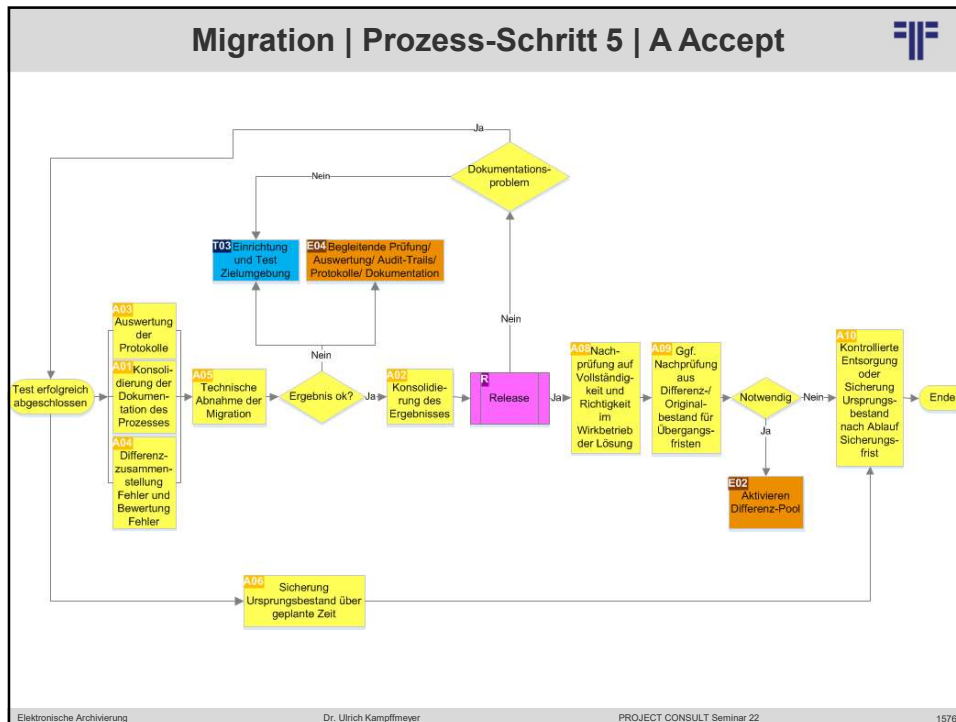 Migration | Prozess-Schritt 5 | A Accept
Ja
Dokumentations-
problem
Nein
T03 Einrichtung
und Test
Zielumgebung
E04 Begleitende Prüfung/
Auswertung/ Audit-Trails/
Protokolle/ Dokumentation
Nein
Nein
Test erfolgreich
abgeschlossen
A03
Auswertung
der
Protokolle
A01 Konsoli-
dierung der
Dokumen-
tation des
Prozesses
A04
Differenz-
zusammen-
stellung
Fehler und
Bewertung
Fehler
A05
Technische
Abnahme der
Migration
Ergebnis ok?
Ja
A02
Konsolidie-
rung des
Ergebnisses
R
Release
Ja
A08 Nach-
prüfung auf
Vollständig-
keit und
Richtigkeit
im
Wirkbetrieb
der Lösung
A09 Ggf.
Nachprüfung
aus
Differenz-/
Original-
bestand für
Übergangs-
fristen
Notwendig
Nein
Ja
E02
Aktivieren
Differenz-Pool
A10
Kontrollierte
Entsorgung
oder
Sicherung
Ursprungs-
bestand
nach Ablauf
Sicherungs-
frist
Ende
A06
Sicherung
Ursprungsbestand über
geplante Zeit
Elektronische Archivierung
Dr. Ulrich Kampffmeyer
PROJECT CONSULT Seminar 22
1576